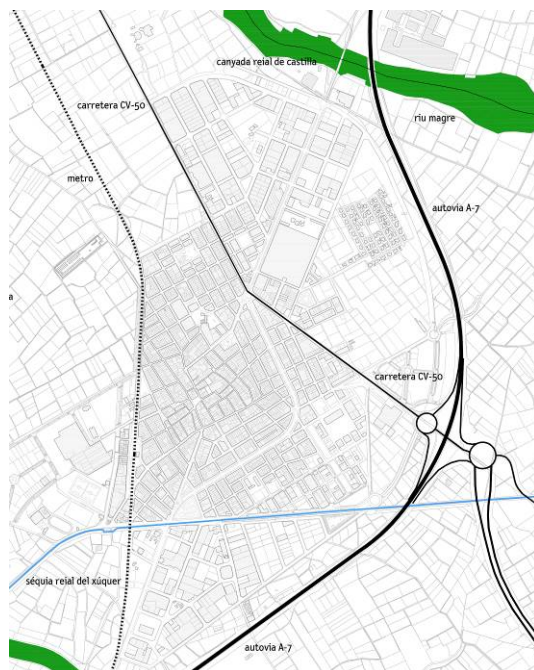 canyada reial de castilla
carretera CV-50
riu magre
metro
autovia A-7
a
carretera CV-50
séquia reial del xúquer
autovia A-7